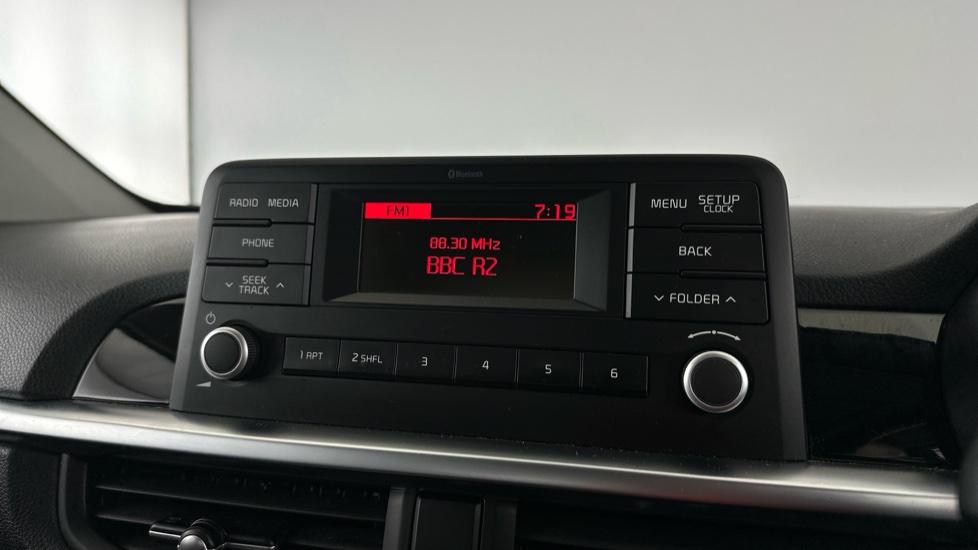 Bluetooth
RADIO MEDIA
PHONE
SEEK
TRACK
FM1 7:19
88.30 MHz
BBC R2
MENU SETUP
CLOCK
BACK
FOLDER
1 RPT 2 SHFL 3 4 5 6